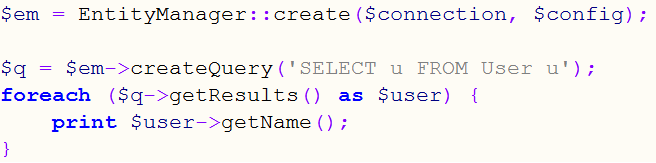 $em = EntityManager::create($connection, $config);
$q = $em->createQuery('SELECT u FROM User u');
foreach ($q->getResults() as $user) {
    print $user->getName();
}